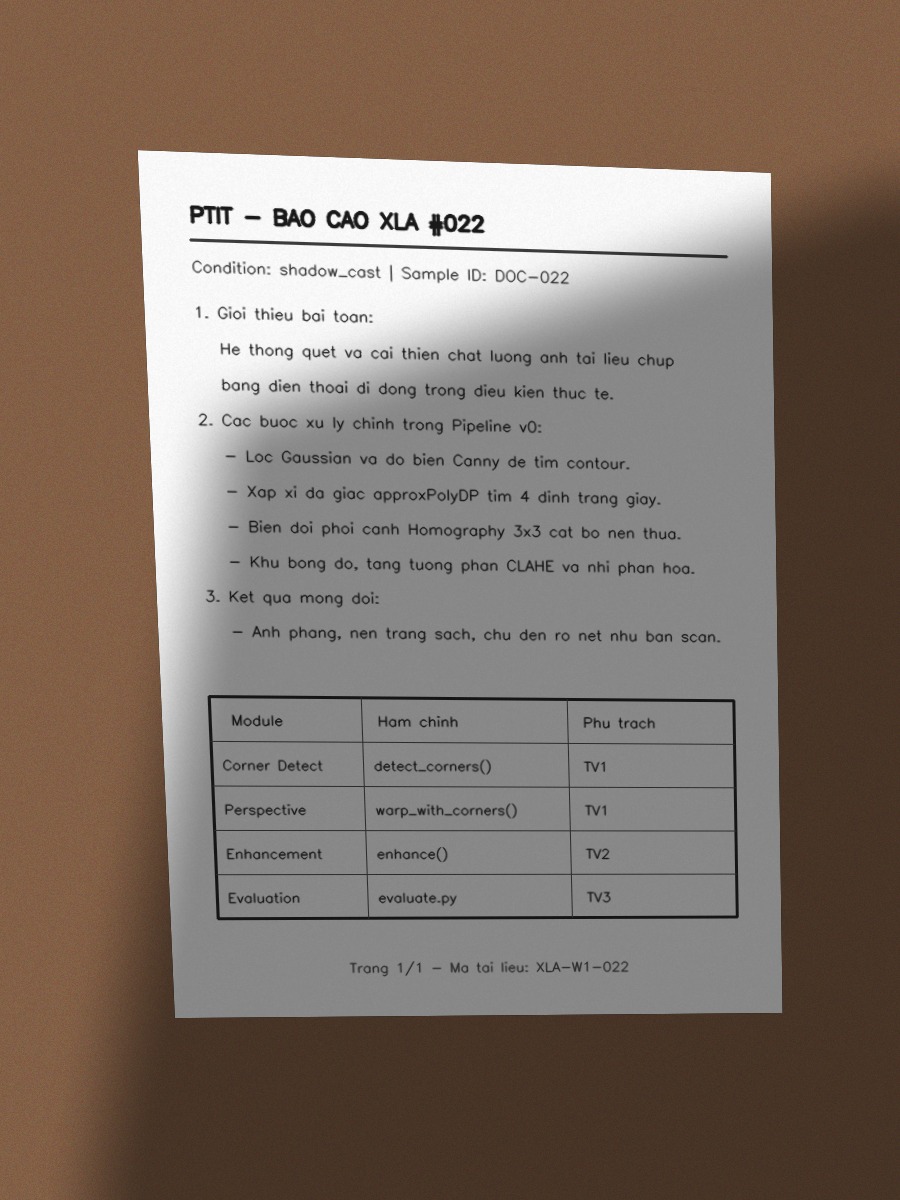 PTIT - BAO CAO XLA #022
Condition: shadow_cast | Sample ID: DOC-022
1. Gioi thieu bai toan:
He thong quet va cai thien chat luong anh tai lieu chup
bang dien thoai di dong trong dieu kien thuc te.
2. Cac buoc xu ly chinh trong Pipeline v0:
- Loc Gaussian va do bien Canny de tim contour.
- Xap xi da giac approxPolyDP tim 4 dinh trang giay.
- Bien doi phoi canh Homography 3x3 cat bo nen thua.
- Khu bong do, tang tuong phan CLAHE va nhi phan hoa.
3. Ket qua mong doi:
- Anh phang, nen trang sach, chu den ro net nhu ban scan.
Module Ham chinh Phu trach
Corner Detect detect_corners() TV1
Perspective warp_with_corners() TV1
Enhancement enhance() TV2
Evaluation evaluate.py TV3
Trang 1/1 - Ma tai lieu: XLA-W1-022